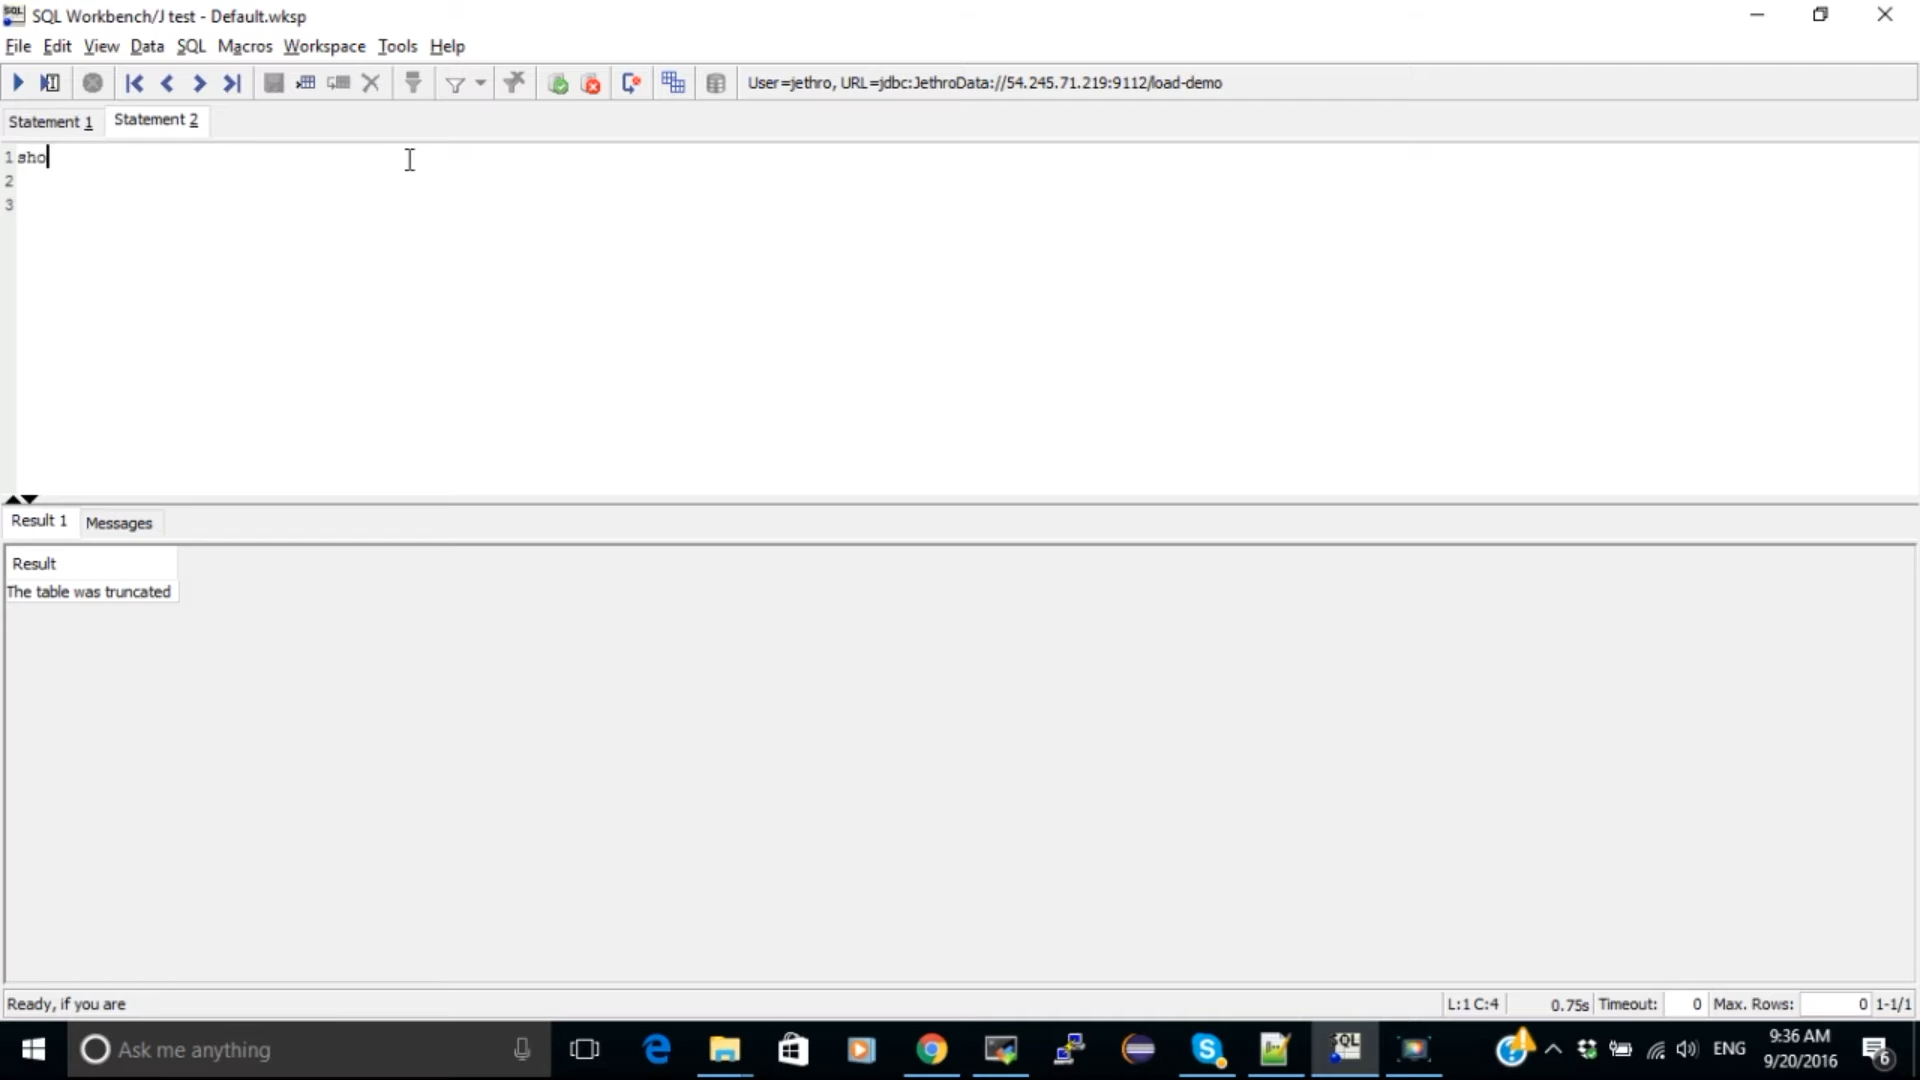 SQL Workbench/J test - Default.wksp
File Edit View Data SQL Macros Workspace Tools Help
User=jethro, URL=jdbc:JethroData://54.245.71.219:9112/load-demo
Statement 1 Statement 2
1 sho
2
3
Result 1 Messages
Result
The table was truncated
Ready, if you are L:1 C:4 0.75s Timeout: 0 Max. Rows: 0 1-1/1
Ask me anything SQL ENG 9:36 AM
9/20/2016 6